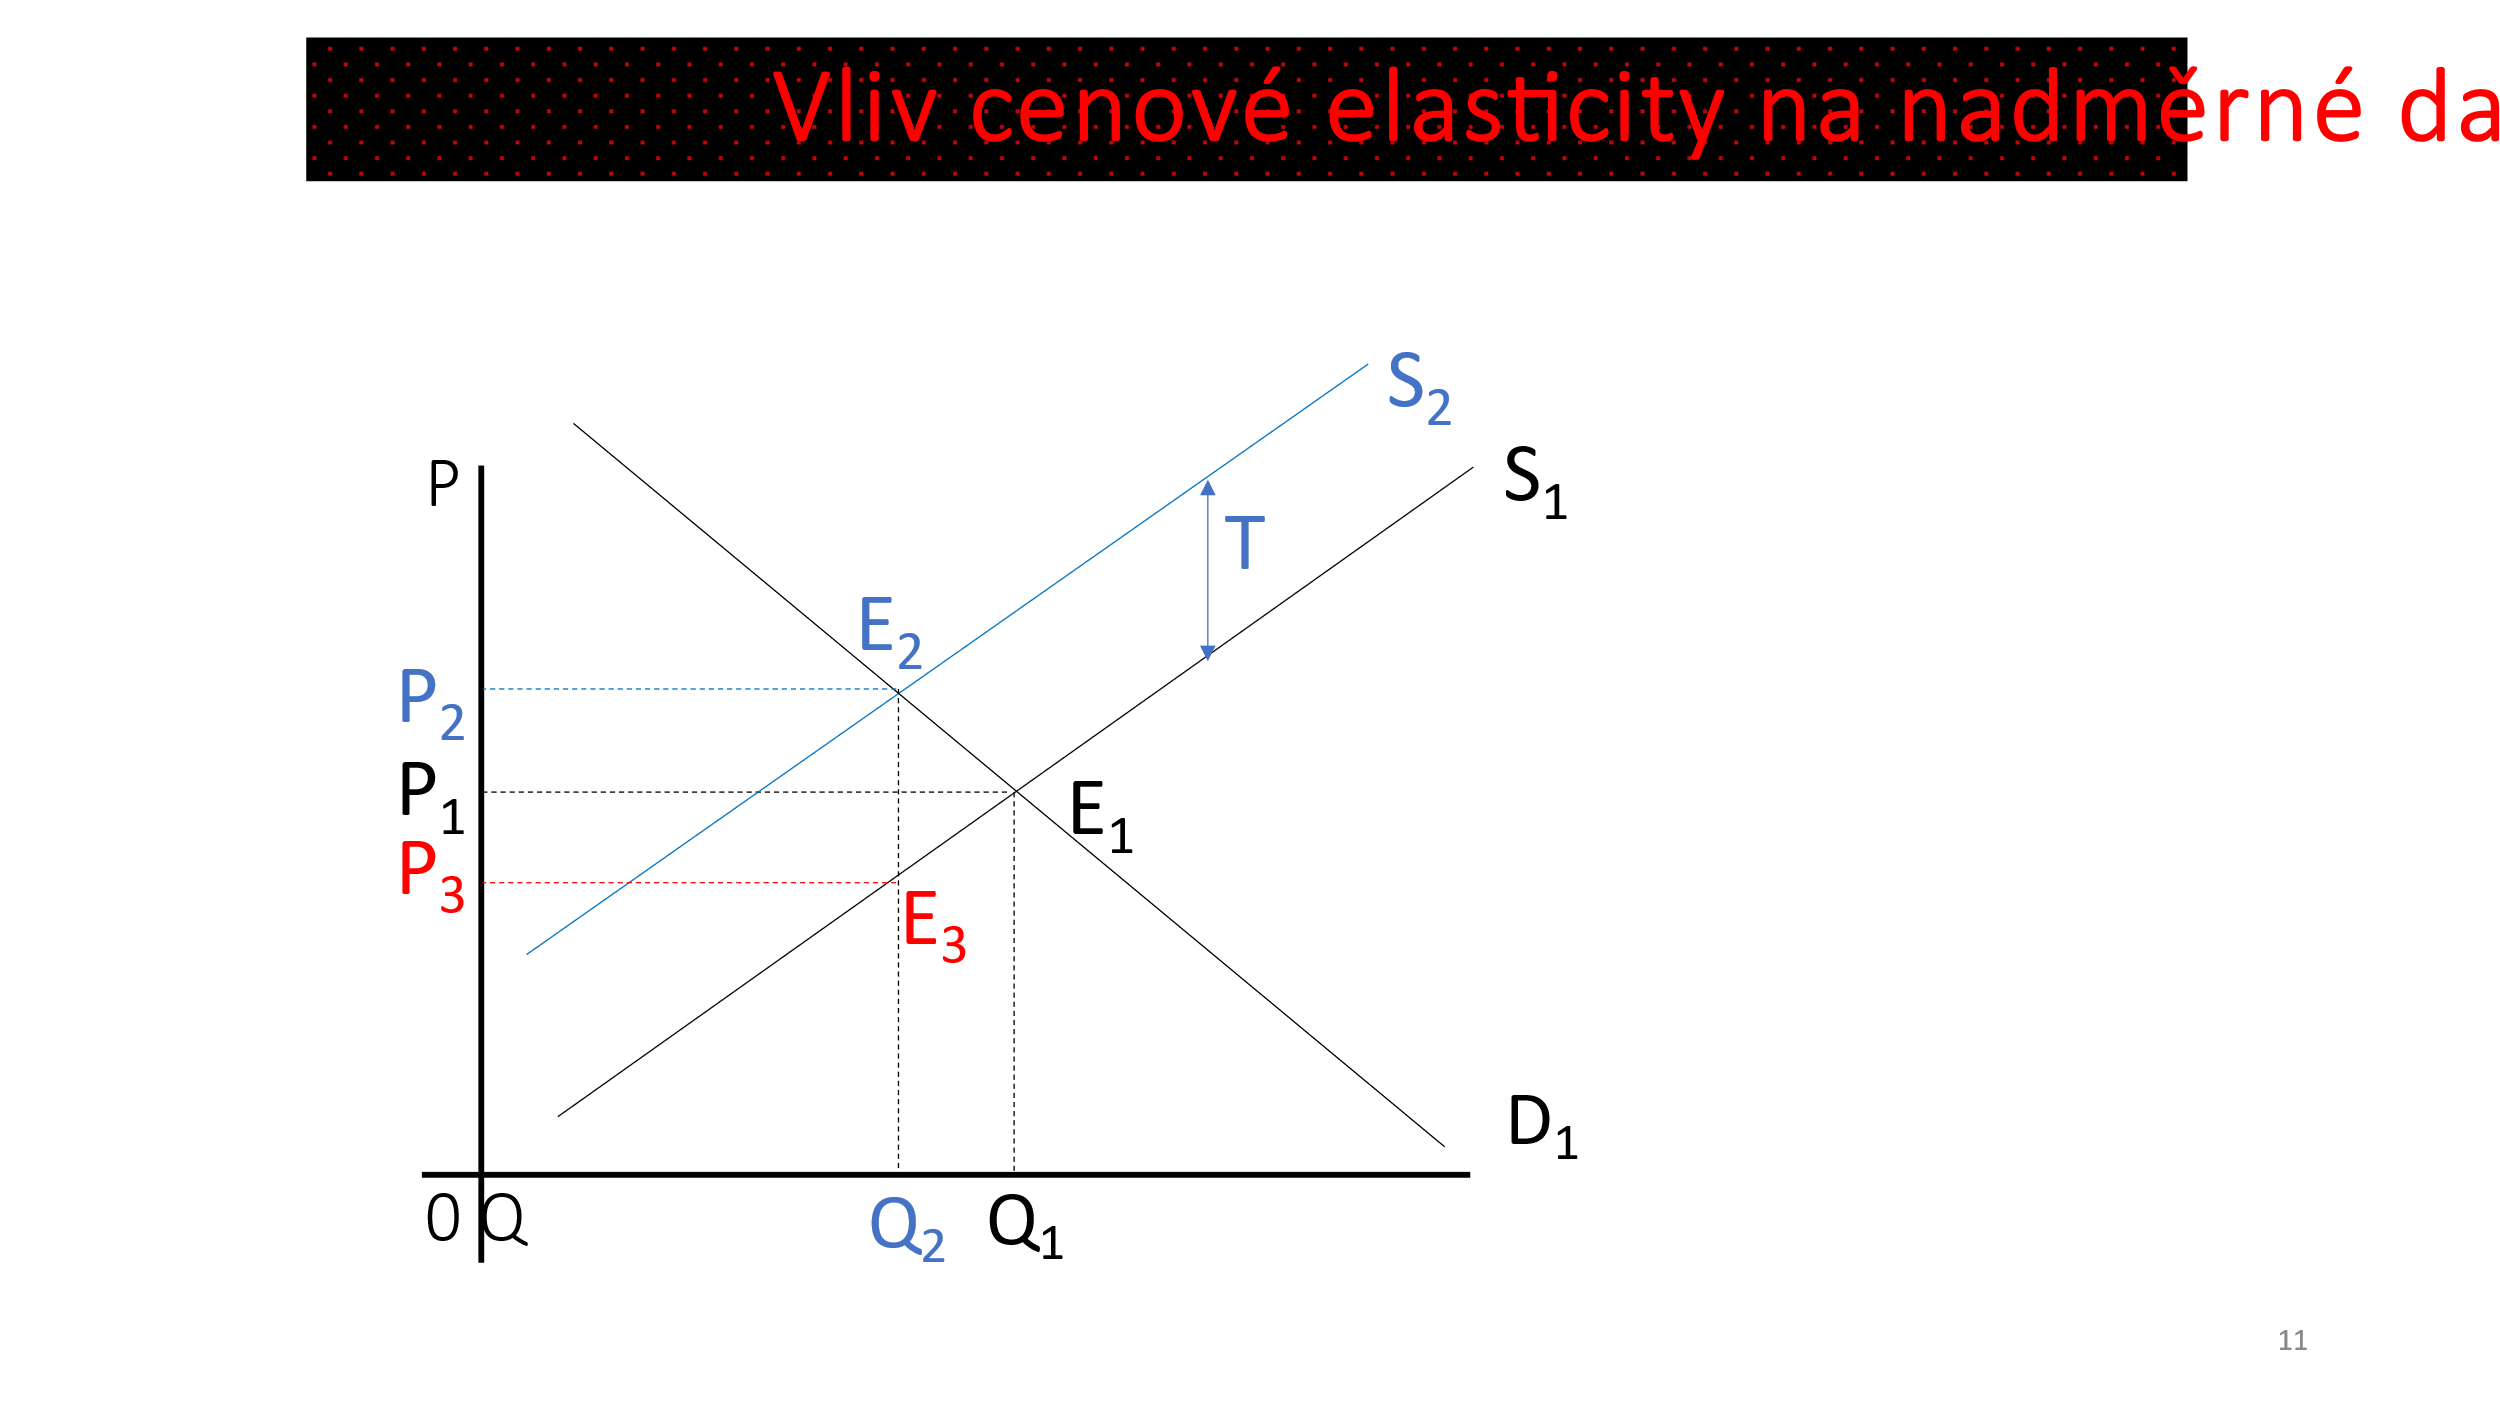 Vliv cenové elasticity na nadměrné da
S2
S1
P
T
E2
P2
P1
E1
P3
E3
D1
0 Q
Q2
Q1
11